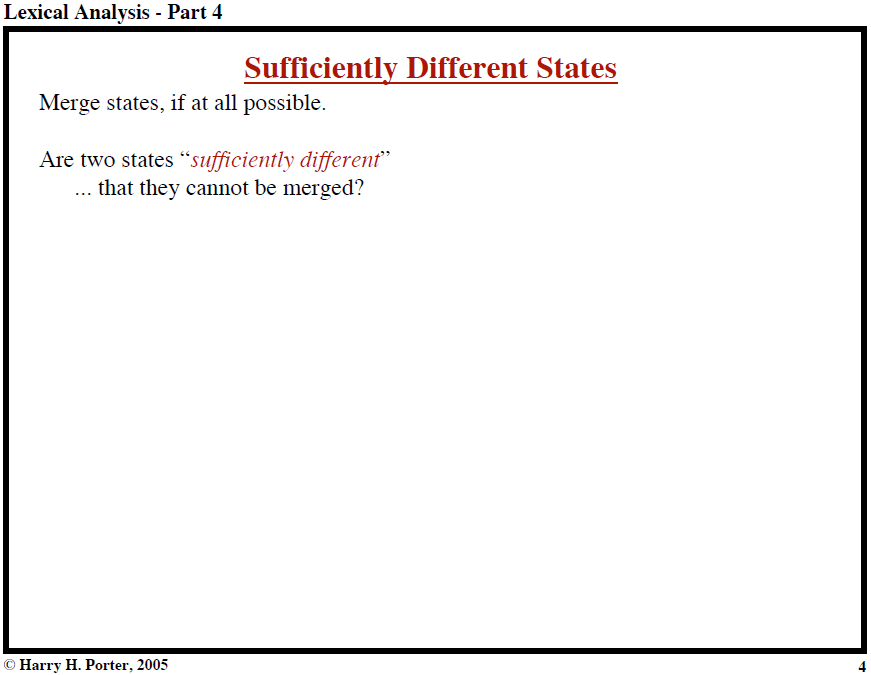 Lexical Analysis - Part 4
Sufficiently Different States
Merge states, if at all possible.
Are two states “sufficiently different”
... that they cannot be merged?
© Harry H. Porter, 2005
4